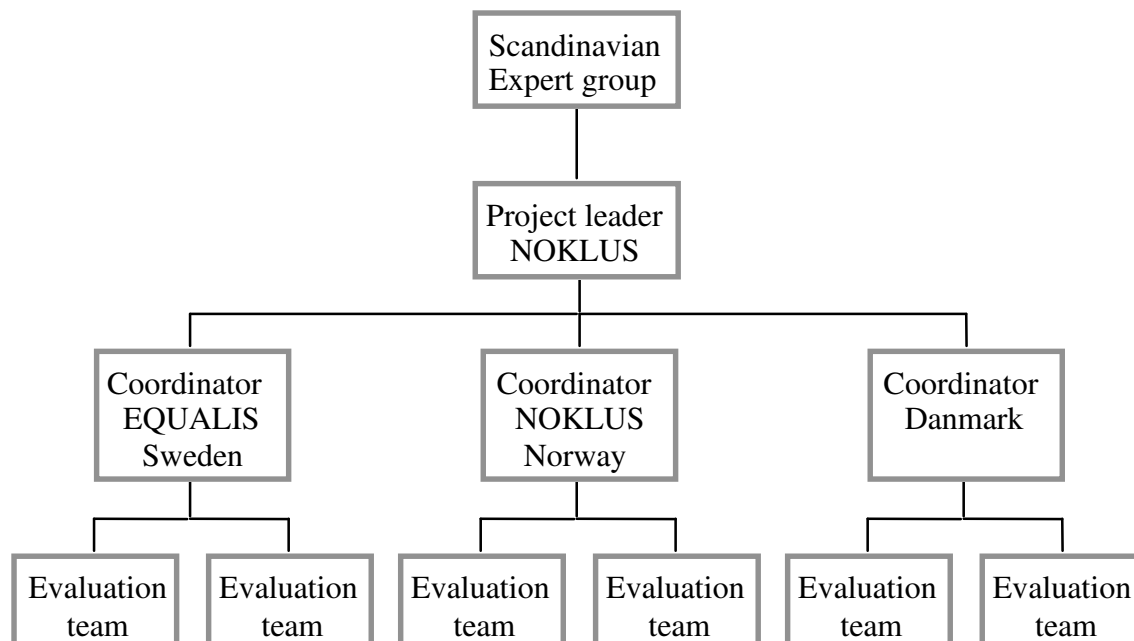 Scandinavian
Expert group
Project leader
NOKLUS
Coordinator
EQUALIS
Sweden
Coordinator
NOKLUS
Norway
Coordinator
Danmark
Evaluation
team
Evaluation
team
Evaluation
team
Evaluation
team
Evaluation
team
Evaluation
team